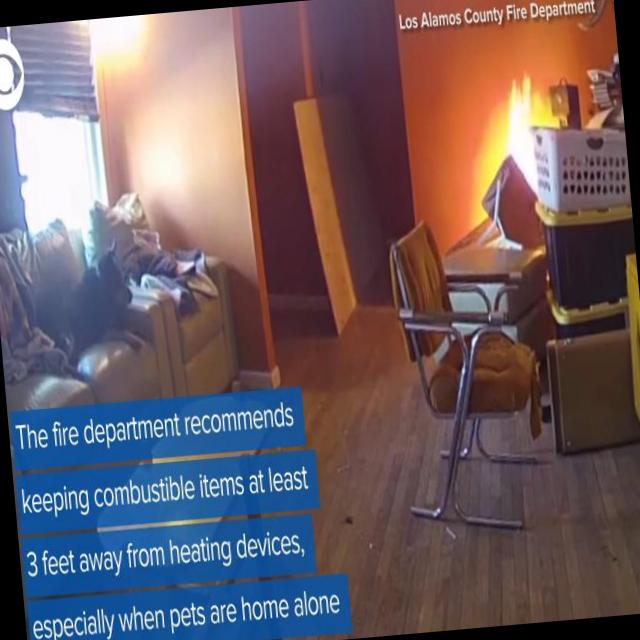 Los Alamos County Fire Department
The fire department recommends
keeping combustible items at least
3 feet away from heating devices,
especially when pets are home alone